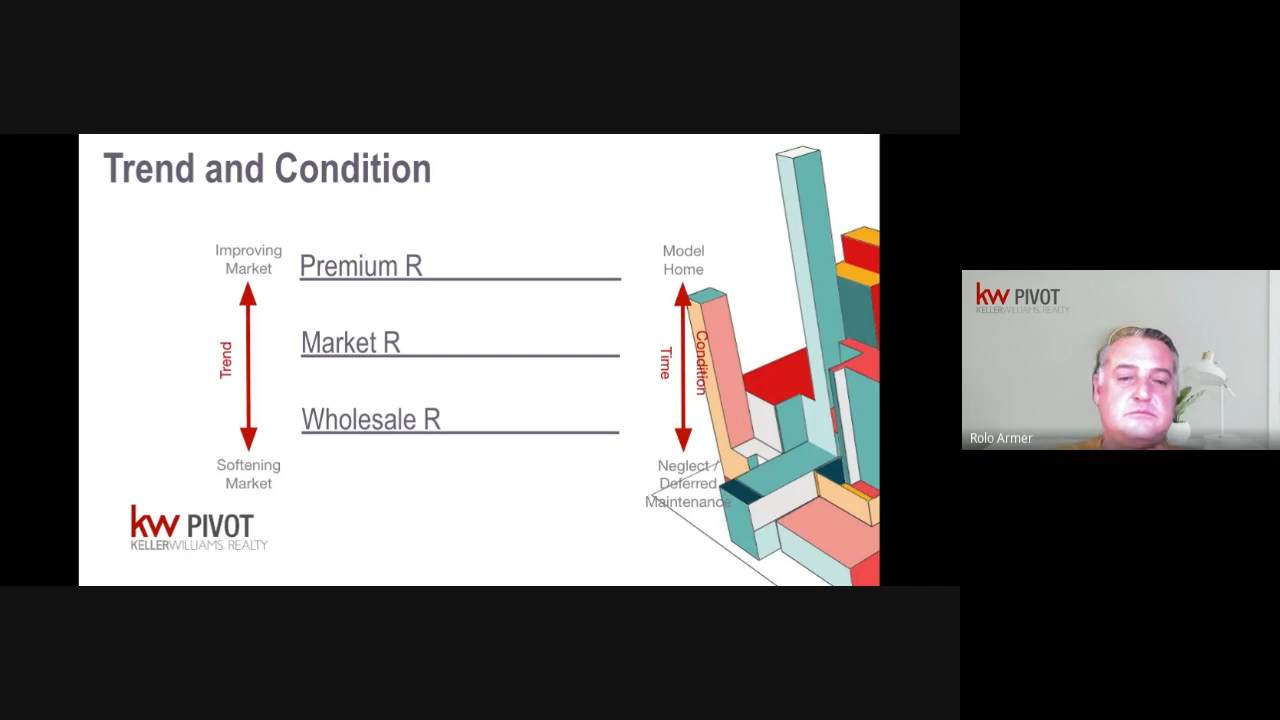 Trend and Condition
Improving
Market
Premium R
Model
Home
Trend
Market R
Time
Condition
Wholesale R
Softening
Market
Neglect /
Deferred
Maintenance
kw PIVOT
KELLERWILLIAMS. REALTY
kw PIVOT
KELLERWILLIAMS. REALTY
Rolo Armer